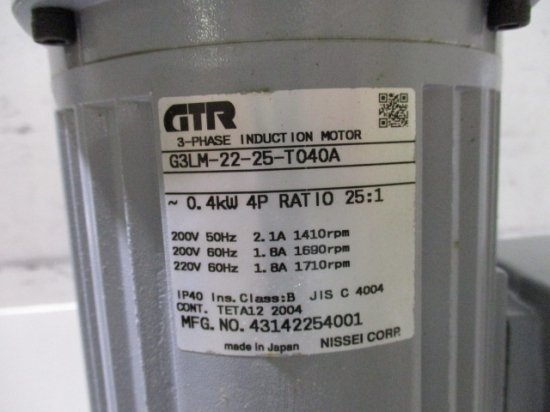 GTR
3-PHASE INDUCTION MOTOR
G3LM-22-25-T040A
~ 0.4kW 4P RATIO 25:1
200V 50Hz 2.1A 1410rpm
200V 60Hz 1.8A 1690rpm
220V 60Hz 1.8A 1710rpm
IP40 Ins.Class:B JIS C 4004
CONT. TETA12 2004
MFG.NO.43142254001
made in Japan NISSEI CORP.